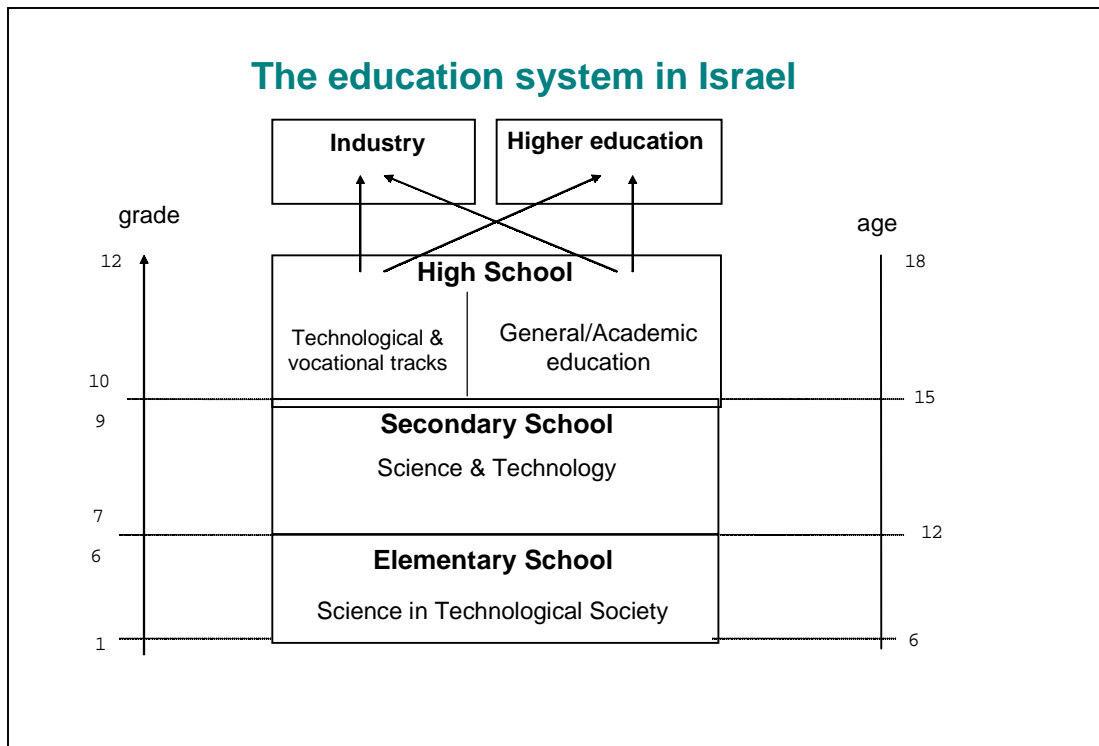 The education system in Israel
Industry
Higher education
grade
age
12
18
High School
Technological &
vocational tracks
General/Academic
education
10
15
9
Secondary School
Science & Technology
7
12
6
Elementary School
Science in Technological Society
1
6